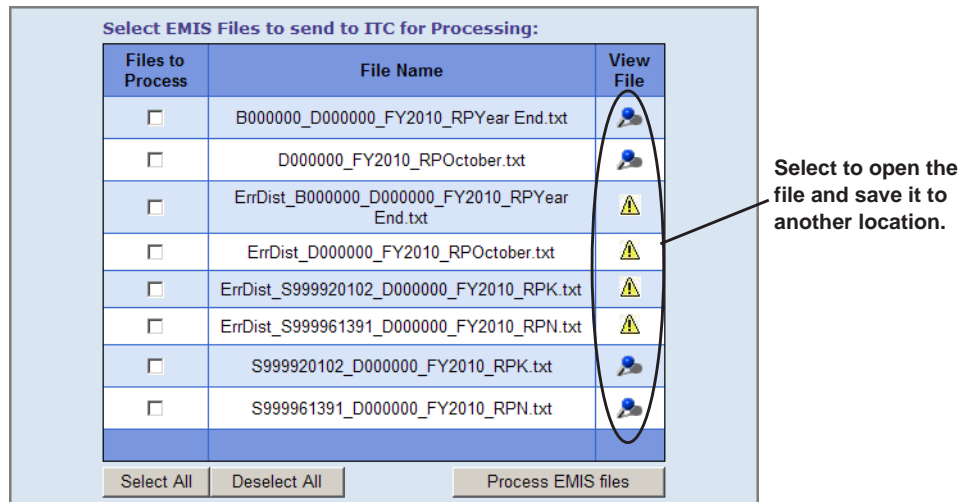 Select EMIS Files to send to ITC for Processing:
Files to
Process
File Name
View
File
B000000_D000000_FY2010_RPYear End.txt
D000000_FY2010_RPOctober.txt
ErrDist_B000000_D000000_FY2010_RPYear
End.txt
ErrDist_D000000_FY2010_RPOctober.txt
ErrDist_S999920102_D000000_FY2010_RPK.txt
ErrDist_S999961391_D000000_FY2010_RPN.txt
S999920102_D000000_FY2010_RPK.txt
S999961391_D000000_FY2010_RPN.txt
Select All
Deselect All
Process EMIS files
Select to open the
file and save it to
another location.